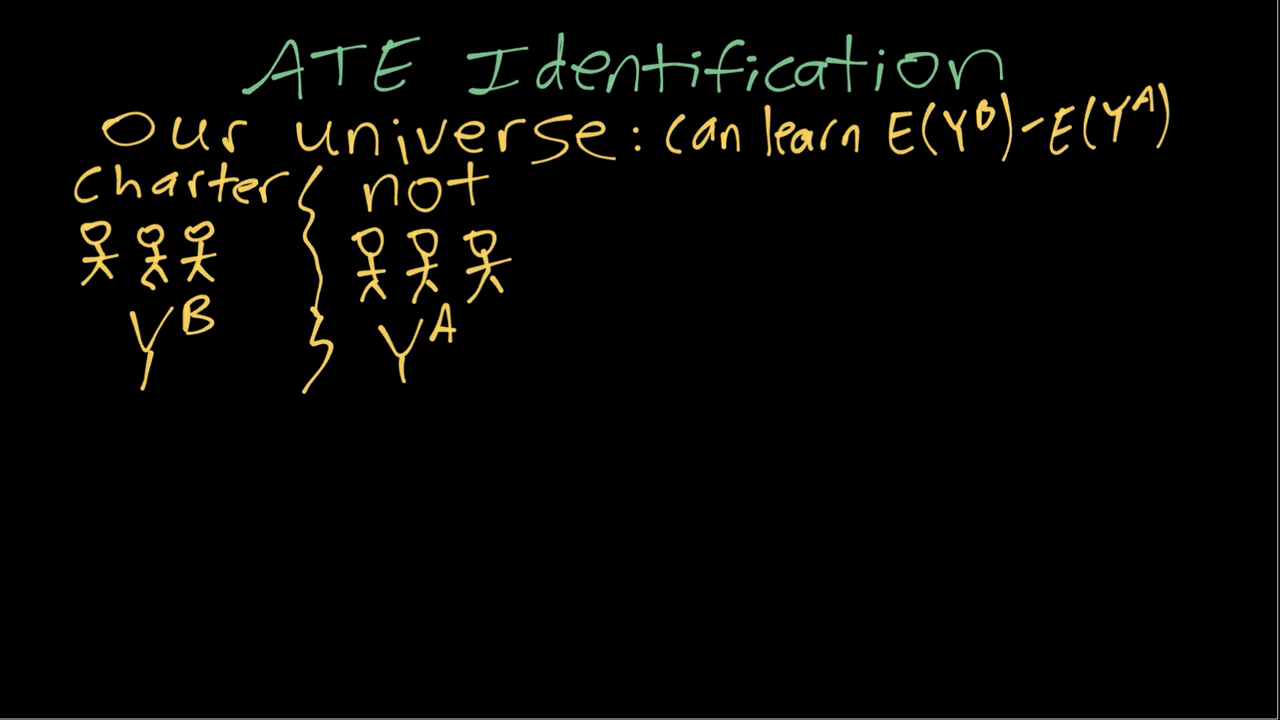 ATE Identification
Our universe: can learn E(Y^B)-E(Y^A)
charter { not
Y^B } Y^A